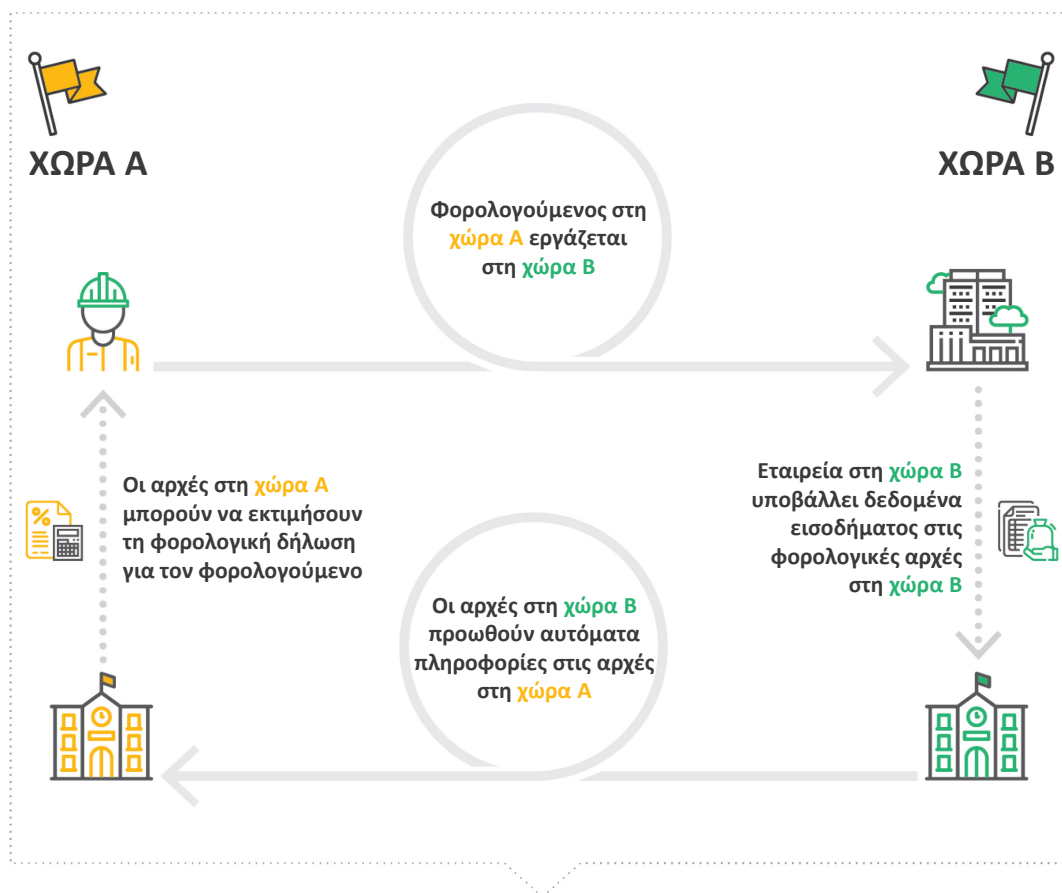 ΧΩΡΑ Α
ΧΩΡΑ Β
Φορολογούμενος στη
χώρα Α εργάζεται
στη χώρα Β
Οι αρχές στη χώρα Α
μπορούν να εκτιμήσουν
τη φορολογική δήλωση
για τον φορολογούμενο
Εταιρεία στη χώρα Β
υποβάλλει δεδομένα
εισοδήματος στις
φορολογικές αρχές
στη χώρα Β
Οι αρχές στη χώρα Β
προωθούν αυτόματα
πληροφορίες στις αρχές
στη χώρα Α